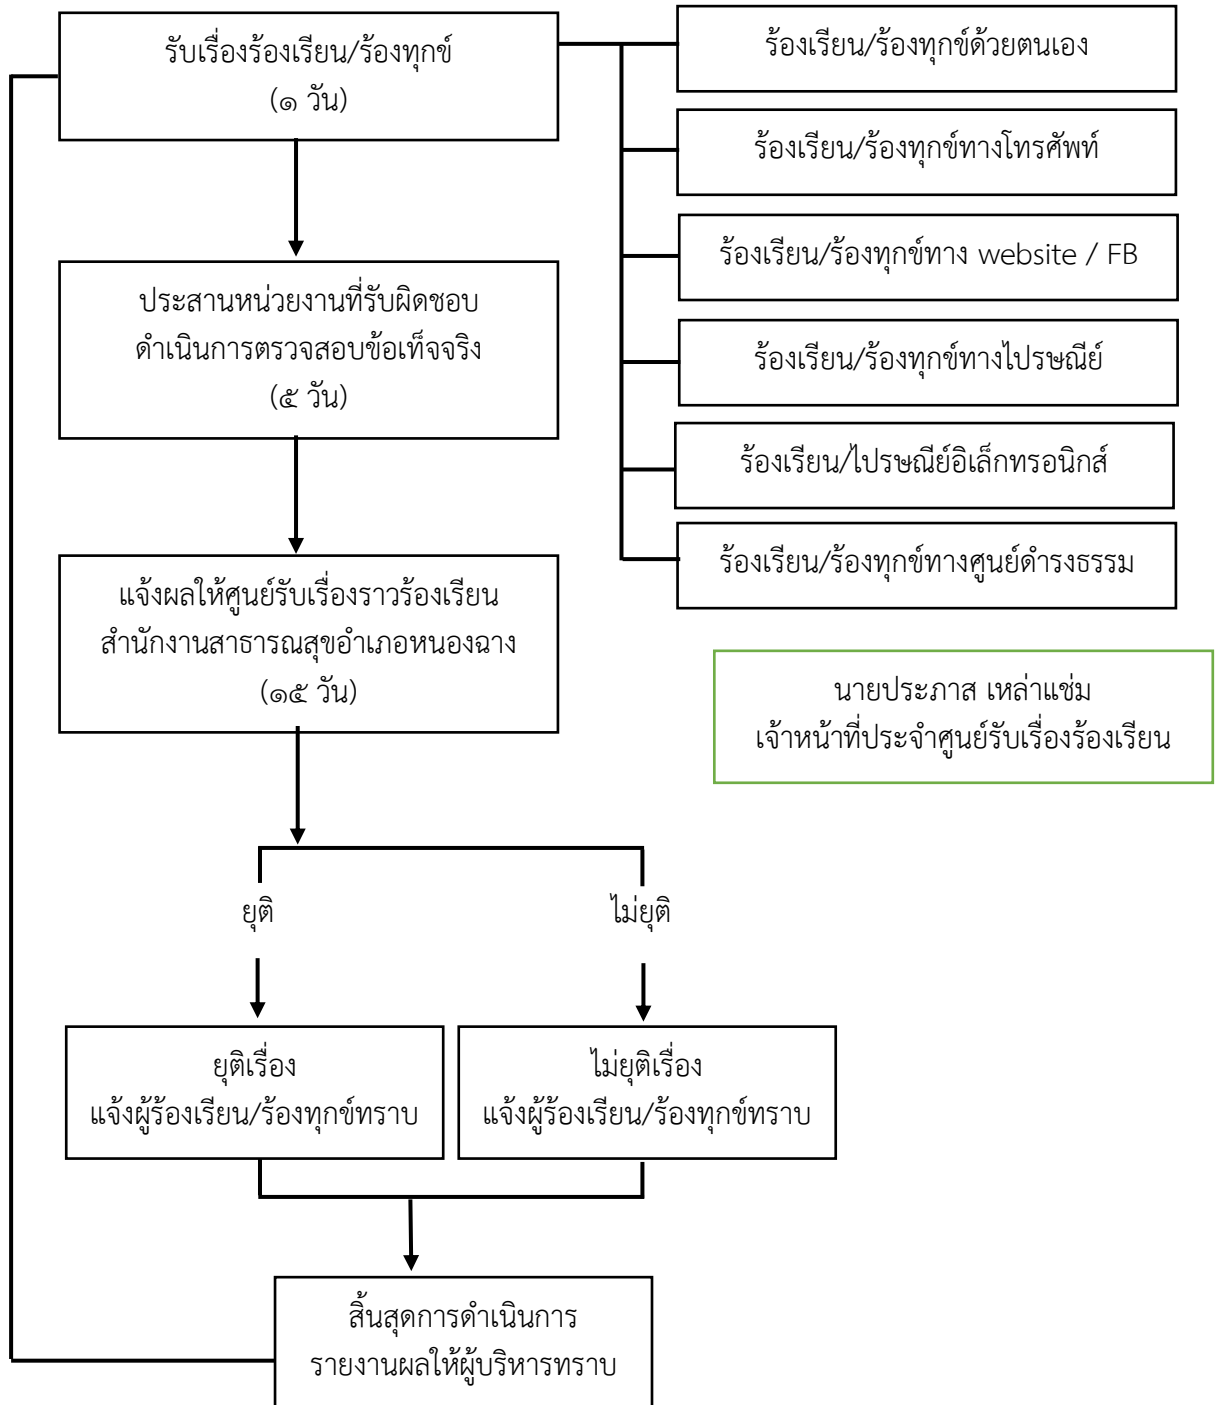 รับเรื่องร้องเรียน/ร้องทุกข์
(๑ วัน)
ประสานหน่วยงานที่รับผิดชอบ
ดำเนินการตรวจสอบข้อเท็จจริง
(๕ วัน)
แจ้งผลให้ศูนย์รับเรื่องราวร้องเรียน
สำนักงานสาธารณสุขอำเภอหนองฉาง
(๑๕ วัน)
ร้องเรียน/ร้องทุกข์ด้วยตนเอง
ร้องเรียน/ร้องทุกข์ทางโทรศัพท์
ร้องเรียน/ร้องทุกข์ทาง website / FB
ร้องเรียน/ร้องทุกข์ทางไปรษณีย์
ร้องเรียน/ไปรษณีย์อิเล็กทรอนิกส์
ร้องเรียน/ร้องทุกข์ทางศูนย์ดำรงธรรม
นายประภาส เหล่าแช่ม
เจ้าหน้าที่ประจำศูนย์รับเรื่องร้องเรียน
ยุติ
ไม่ยุติ
ยุติเรื่อง
แจ้งผู้ร้องเรียน/ร้องทุกข์ทราบ
ไม่ยุติเรื่อง
แจ้งผู้ร้องเรียน/ร้องทุกข์ทราบ
สิ้นสุดการดำเนินการ
รายงานผลให้ผู้บริหารทราบ